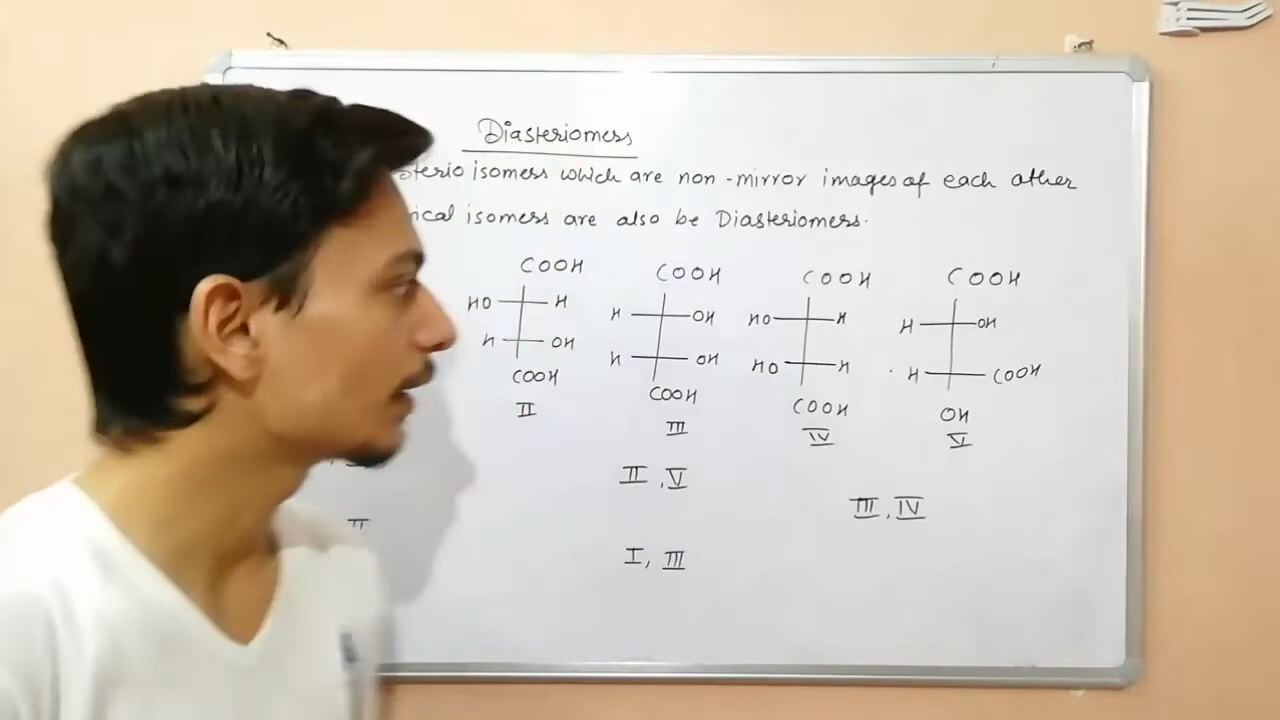 Diasteriomers
isomers which are non-mirror images of each other
isomers are also be Diasteriomers.
COOH COOH COOH COOH
HO H H OH HO H H OH
H OH H OH HO H H COOH
COOH COOH COOH OH
II III IV V
II, V
III, IV
I, III